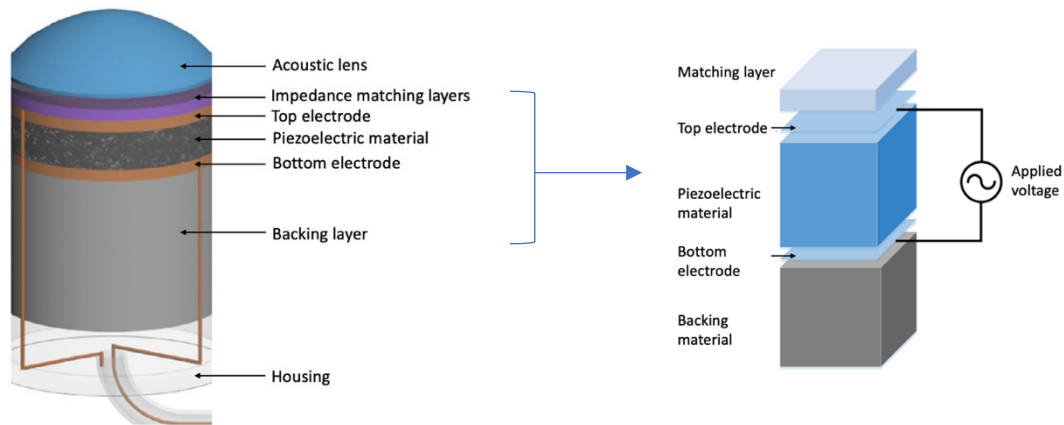 Acoustic lens
Impedance matching layers
Top electrode
Piezoelectric material
Bottom electrode
Backing layer
Housing
Matching layer
Top electrode
Piezoelectric
material
Bottom
electrode
Backing
material
Applied
voltage